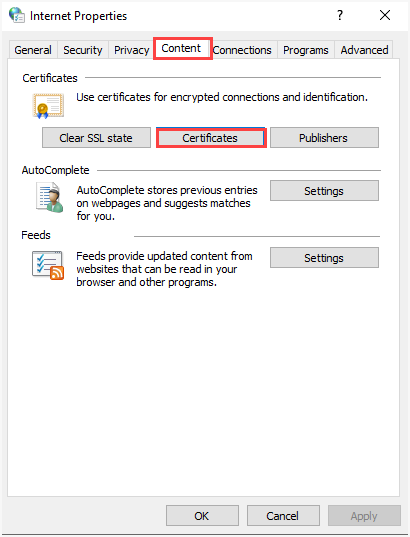 Internet Properties
?
General Security Privacy Content Connections Programs Advanced
Certificates
Use certificates for encrypted connections and identification.
Clear SSL state Certificates Publishers
AutoComplete
AutoComplete stores previous entries
on webpages and suggests matches
for you.
Settings
Feeds
Feeds provide updated content from
websites that can be read in your
browser and other programs.
Settings
OK Cancel Apply